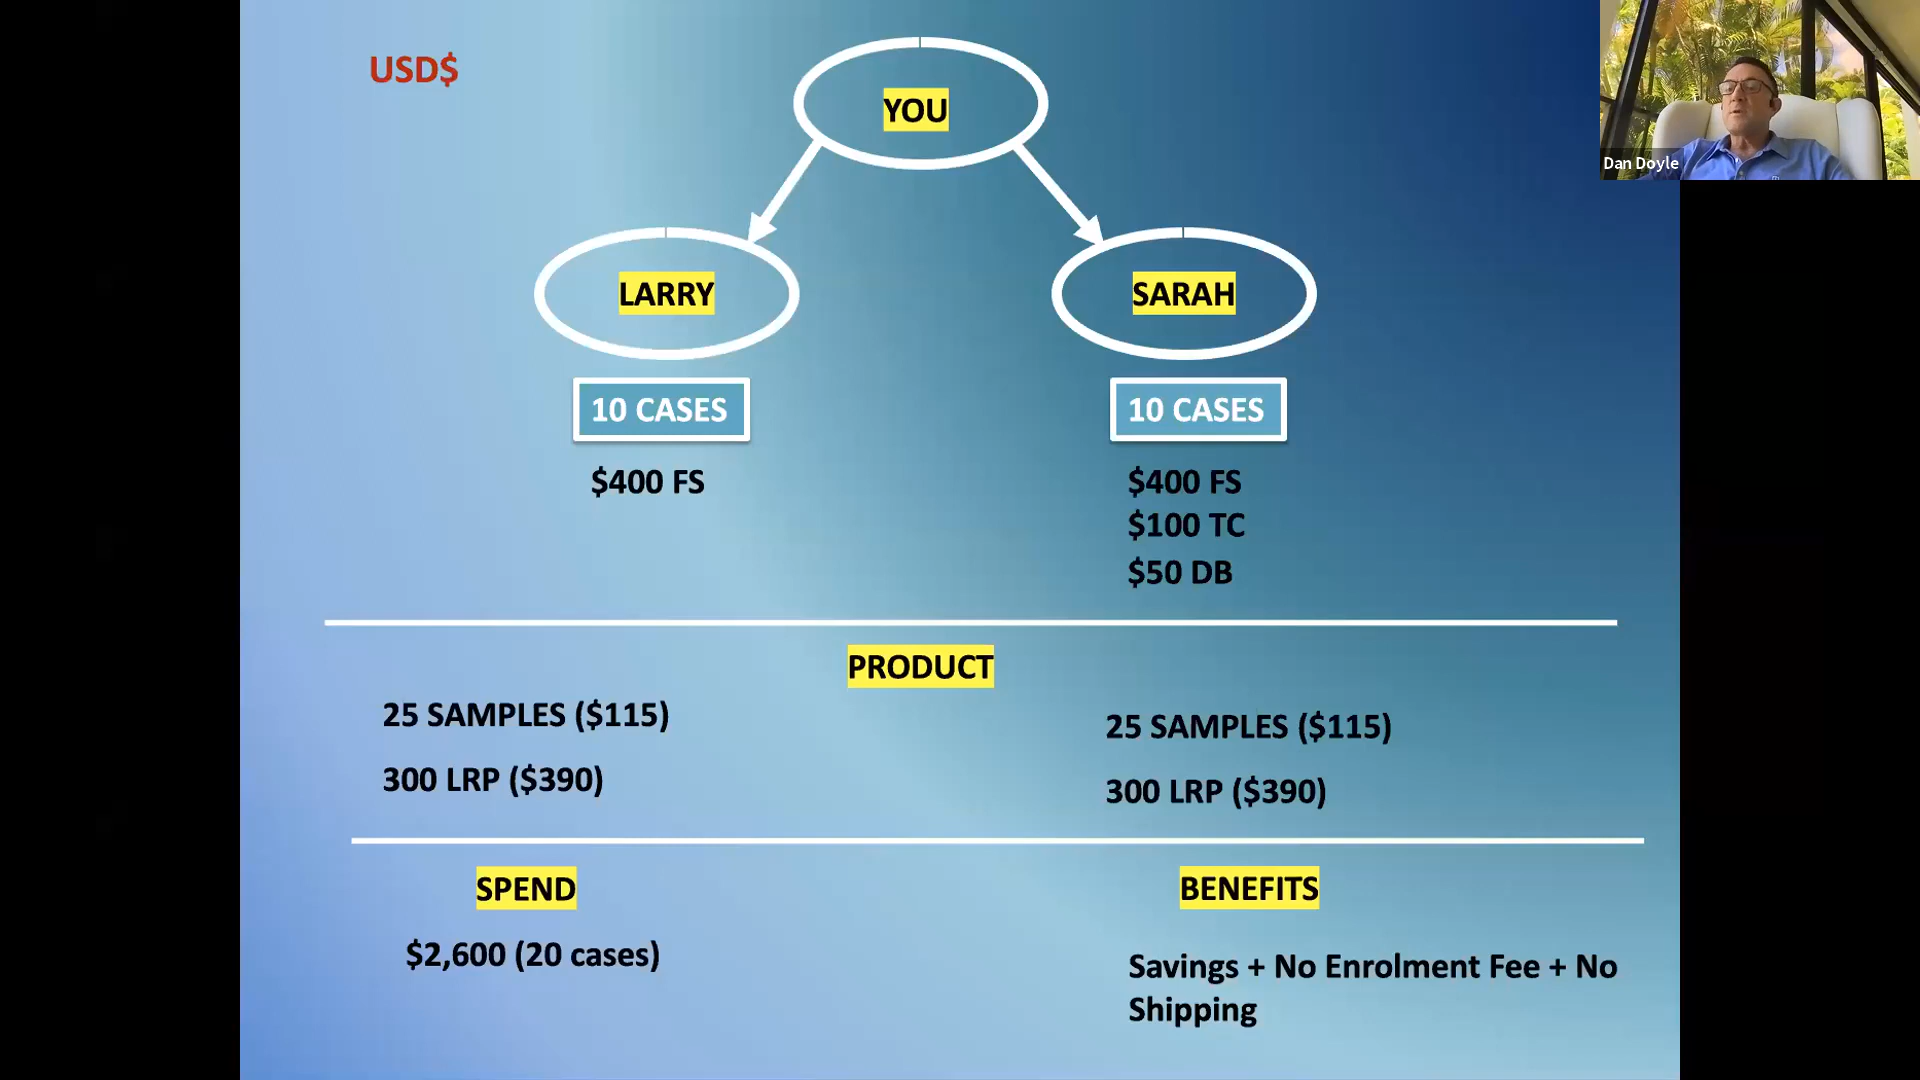 USD$
Dan Doyle
YOU
LARRY
SARAH
10 CASES
10 CASES
$400 FS
$400 FS
$100 TC
$50 DB
PRODUCT
25 SAMPLES ($115)
25 SAMPLES ($115)
300 LRP ($390)
300 LRP ($390)
SPEND
BENEFITS
$2,600 (20 cases)
Savings + No Enrolment Fee + No
Shipping